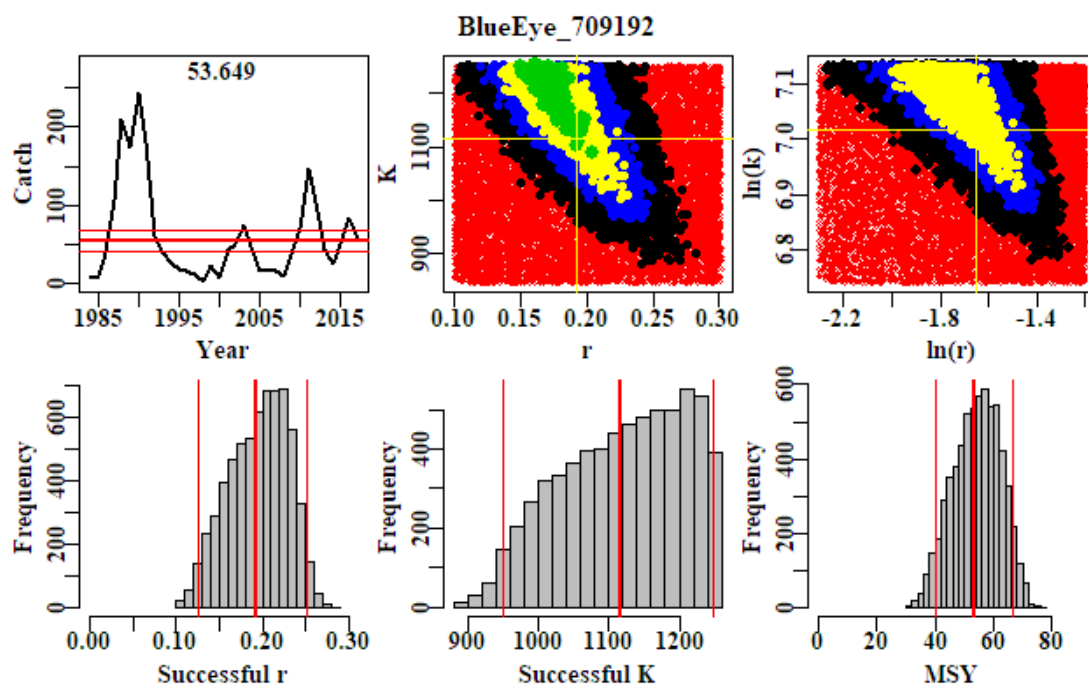 BlueEye_709192
53.649
Catch
0 100 200
1985 1995 2005 2015
Year
K
900 1100
0.10 0.15 0.20 0.25 0.30
r
ln(k)
6.8 6.9 7.0 7.1
-2.2 -1.8 -1.4
ln(r)
Frequency
0 200 400 600
0.00 0.10 0.20 0.30
Successful r
Frequency
0 200 400
900 1000 1100 1200
Successful K
Frequency
0 200 400 600
0 20 40 60 80
MSY